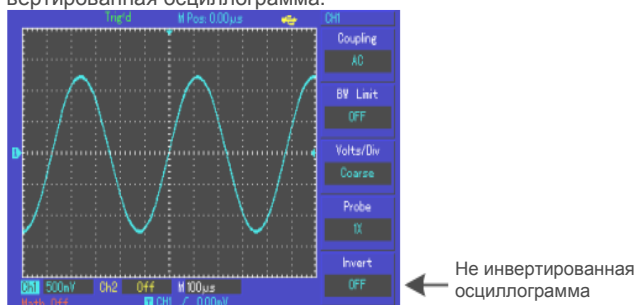 вертированная осциллограмма.
Trig'd M Pos: 0.00μs CH1
Coupling
AC
BW Limit
OFF
Volts/Div
Coarse
Probe
1X
Invert
OFF
Не инвертированная
осциллограмма
Ch1 500mV Ch2 Off M 100μs
Math Off T CH1 0.00mV